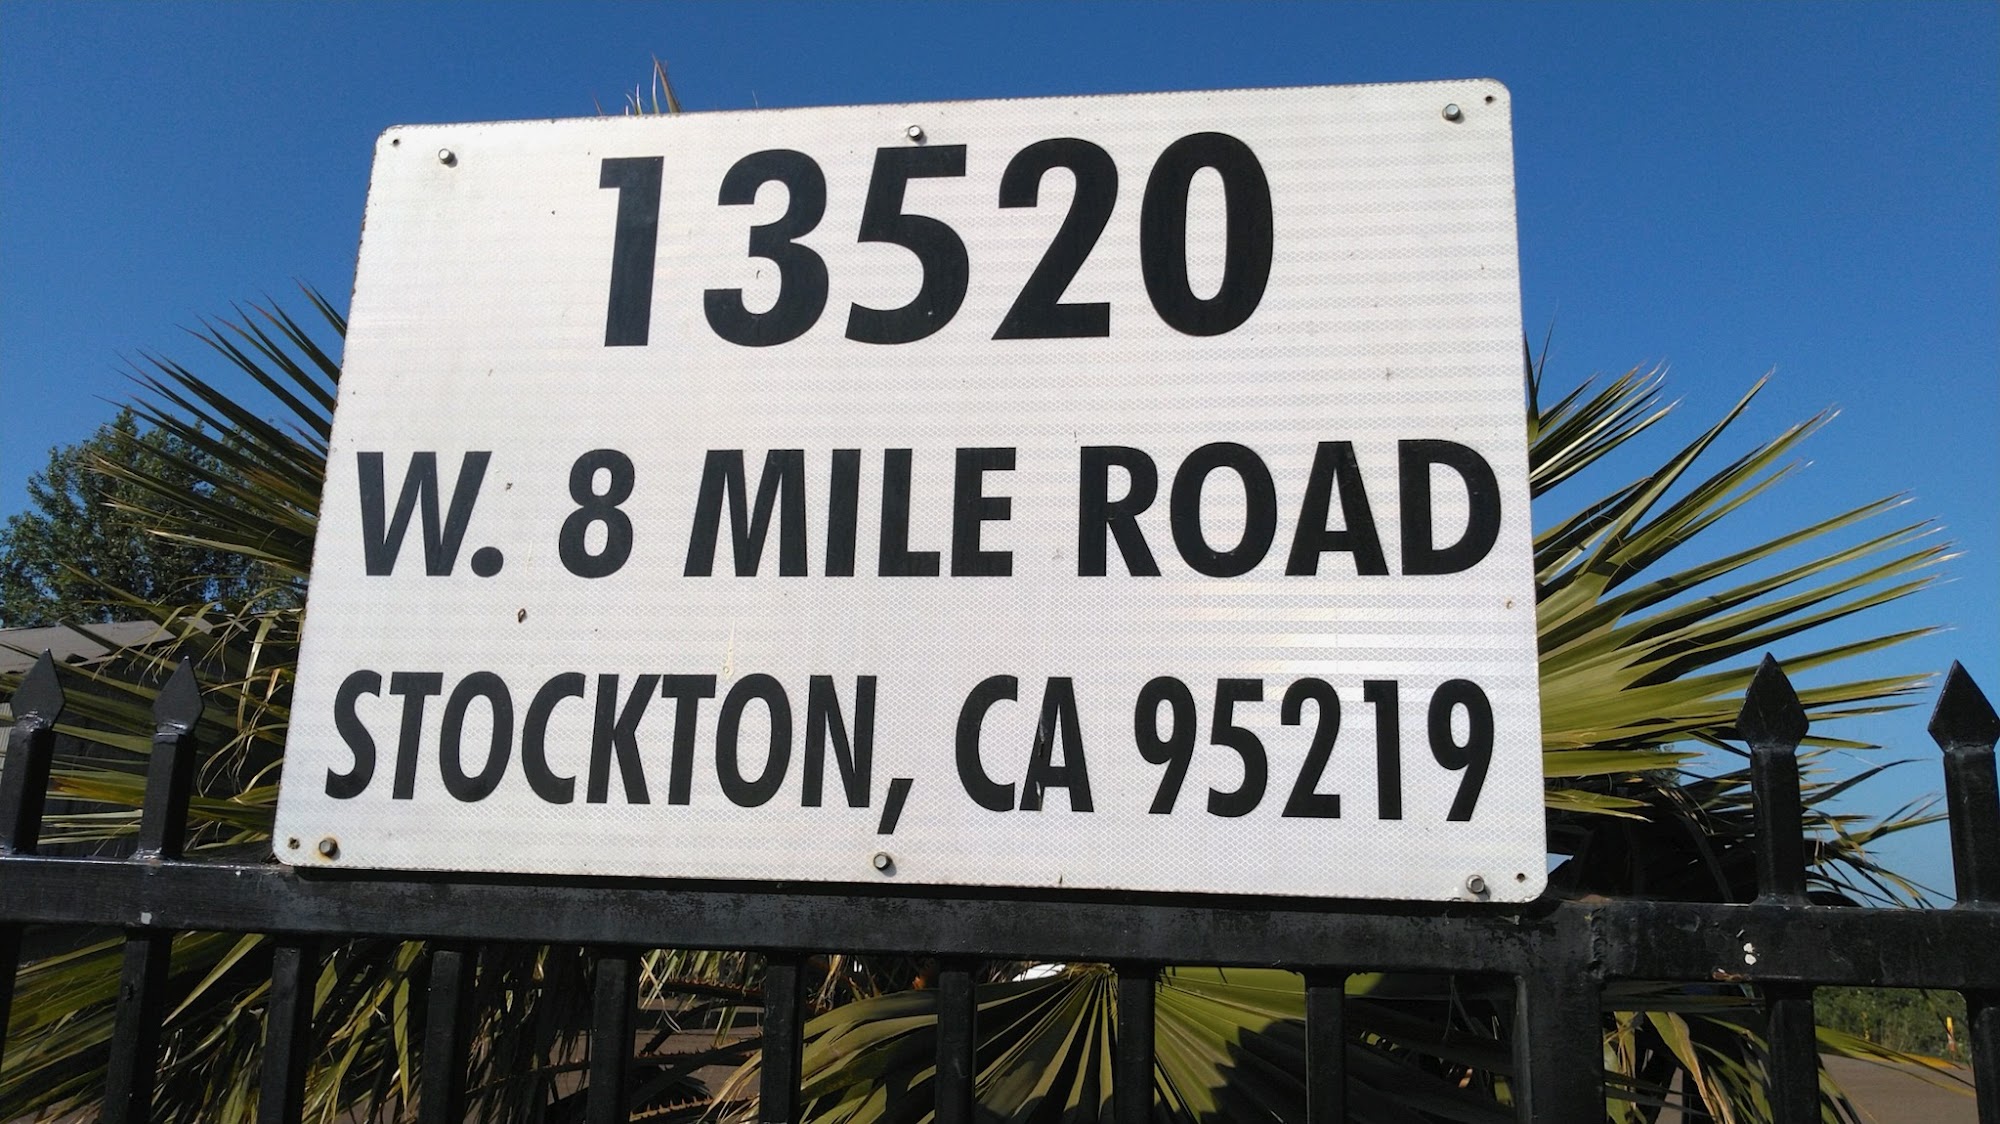 13520
W. 8 MILE ROAD
STOCKTON, CA 95219